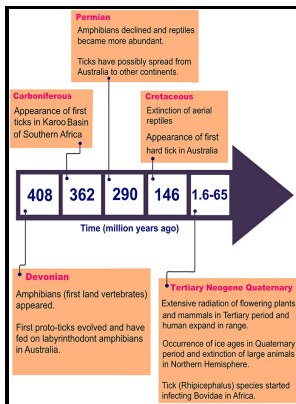 Permian
Amphibians declined and reptiles
became more abundant.
Ticks have possibly spread from
Australia to other continents.
Carboniferous
Appearance of first
ticks in Karoo Basin
of Southern Africa
Cretaceous
Extinction of aerial
reptiles
Appearance of first
hard tick in Australia
408 362 290 146 1.6-65
Time (million years ago)
Devonian
Amphibians (first land vertebrates)
appeared.
First proto-ticks evolved and have
fed on labyrinthodont amphibians
in Australia.
Tertiary Neogene Quaternary
Extensive radiation of flowering plants
and mammals in Tertiary period and
human expand in range.
Occurrence of ice ages in Quaternary
period and extinction of large animals
in Northern Hemisphere.
Tick (Rhipicephalus) species started
infecting Bovidae in Africa.